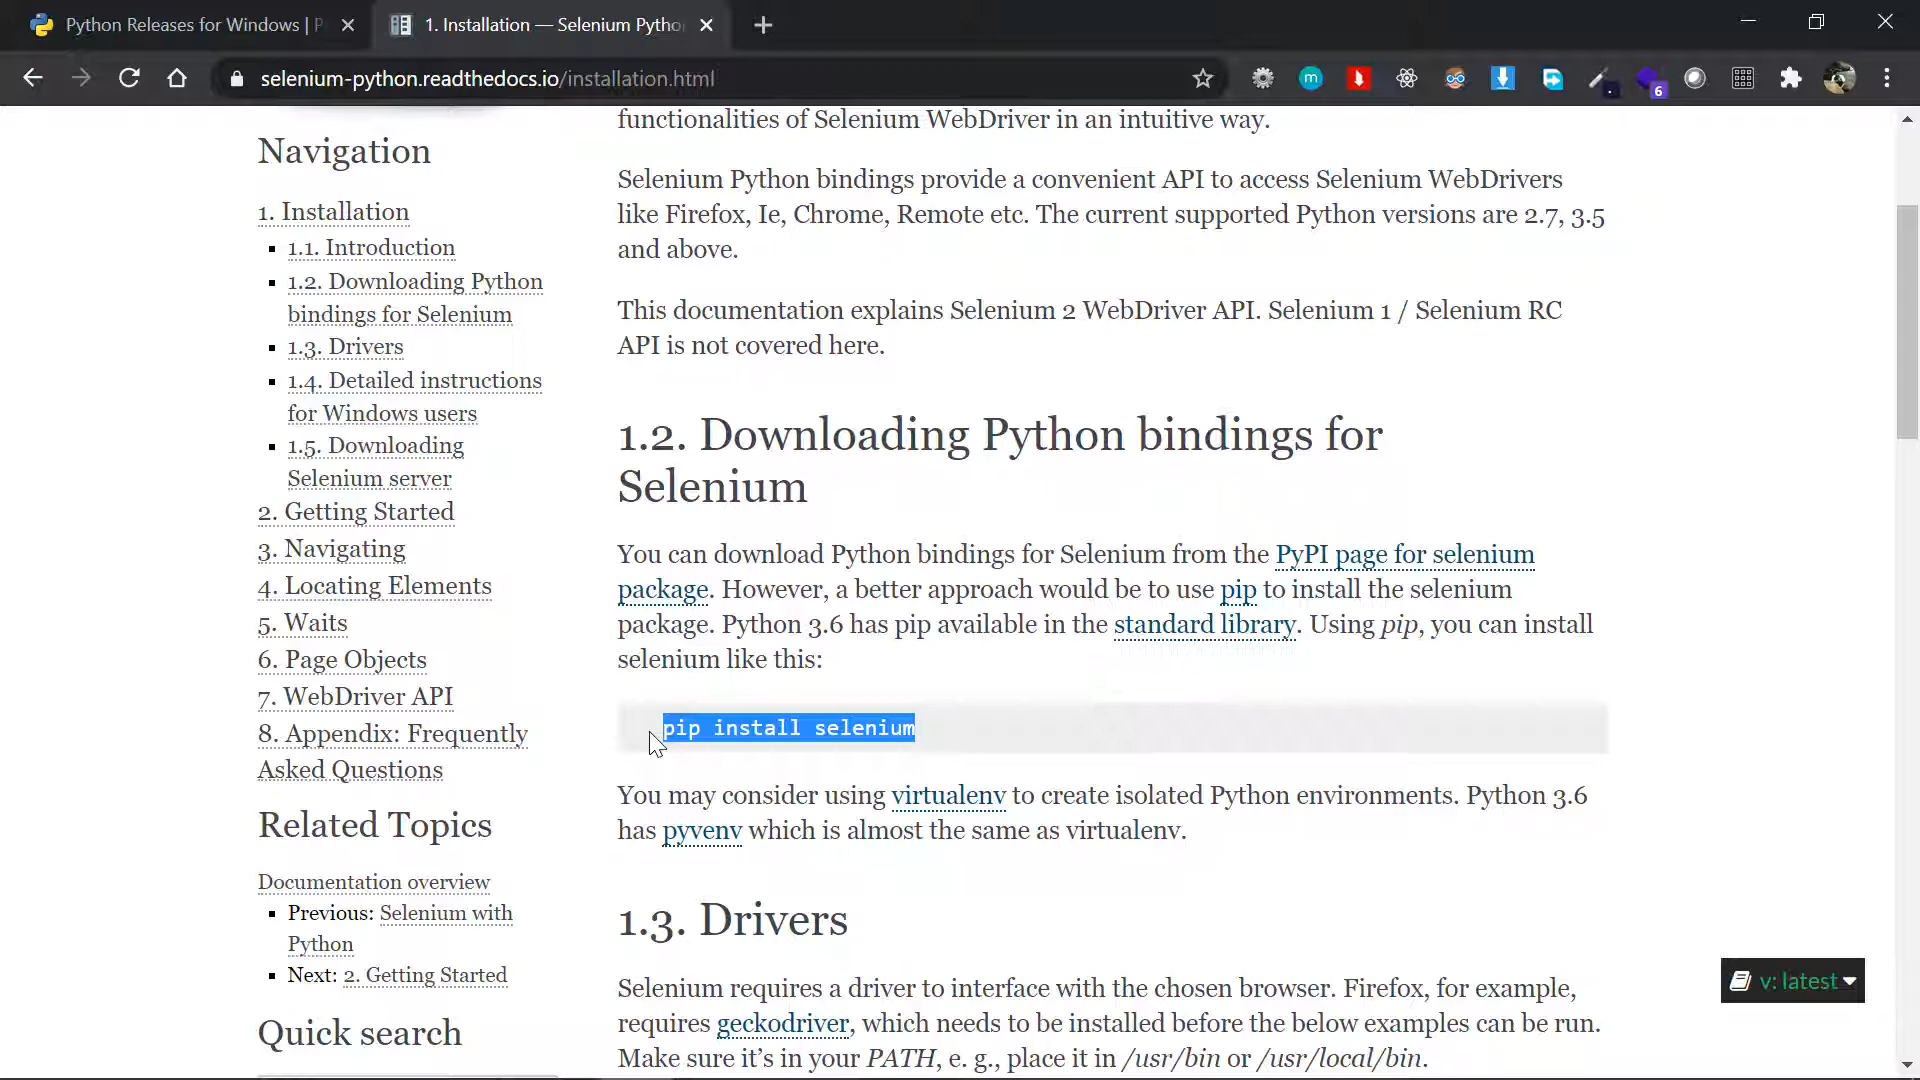 Python Releases for Windows |
1. Installation — Selenium Pytho
selenium-python.readthedocs.io/installation.html
m
6
Navigation
1. Installation
1.1. Introduction
1.2. Downloading Python
bindings for Selenium
1.3. Drivers
1.4. Detailed instructions
for Windows users
1.5. Downloading
Selenium server
2. Getting Started
3. Navigating
4. Locating Elements
5. Waits
6. Page Objects
7. WebDriver API
8. Appendix: Frequently
Asked Questions
Related Topics
Documentation overview
Previous: Selenium with
Python
Next: 2. Getting Started
Quick search
functionalities of Selenium WebDriver in an intuitive way.
Selenium Python bindings provide a convenient API to access Selenium WebDrivers
like Firefox, Ie, Chrome, Remote etc. The current supported Python versions are 2.7, 3.5
and above.
This documentation explains Selenium 2 WebDriver API. Selenium 1 / Selenium RC
API is not covered here.
1.2. Downloading Python bindings for
Selenium
You can download Python bindings for Selenium from the PyPI page for selenium
package. However, a better approach would be to use pip to install the selenium
package. Python 3.6 has pip available in the standard library. Using pip, you can install
selenium like this:
pip install selenium
You may consider using virtualenv to create isolated Python environments. Python 3.6
has pyvenv which is almost the same as virtualenv.
1.3. Drivers
Selenium requires a driver to interface with the chosen browser. Firefox, for example,
requires geckodriver, which needs to be installed before the below examples can be run.
Make sure it’s in your PATH, e. g., place it in /usr/bin or /usr/local/bin.
v: latest